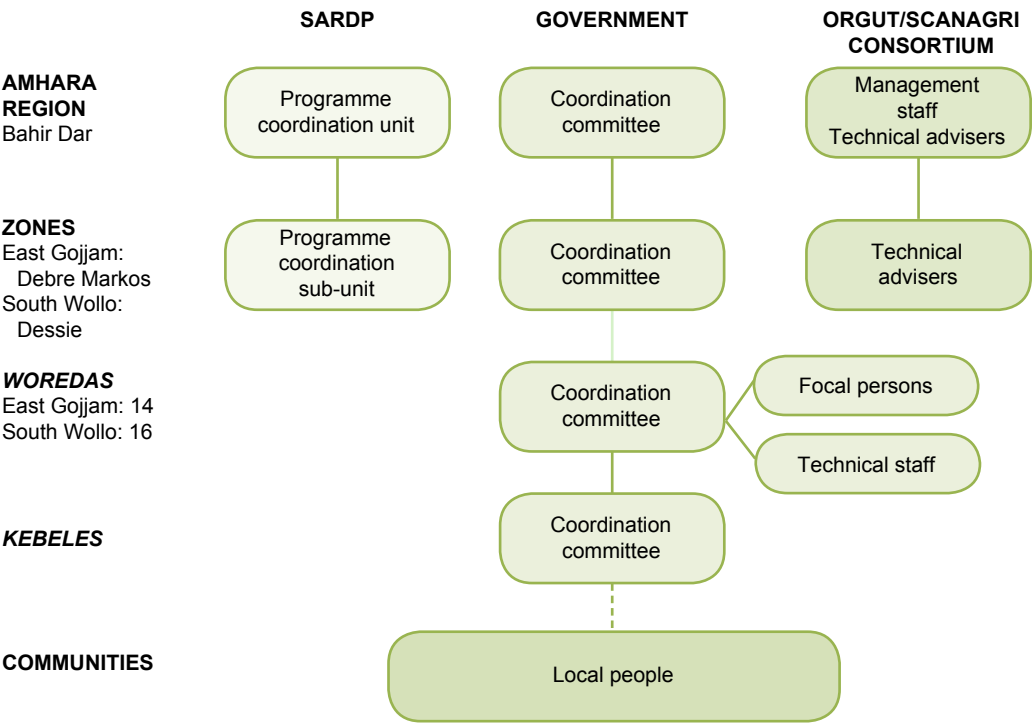 SARDP
GOVERNMENT
ORGUT/SCANAGRI
CONSORTIUM
AMHARA
REGION
Bahir Dar
Programme
coordination unit
Coordination
committee
Management
staff
Technical advisers
ZONES
East Gojjam:
Debre Markos
South Wollo:
Dessie
Programme
coordination
sub-unit
Coordination
committee
Technical
advisers
WOREDAS
East Gojjam: 14
South Wollo: 16
Coordination
committee
Focal persons
Technical staff
KEBELES
Coordination
committee
COMMUNITIES
Local people